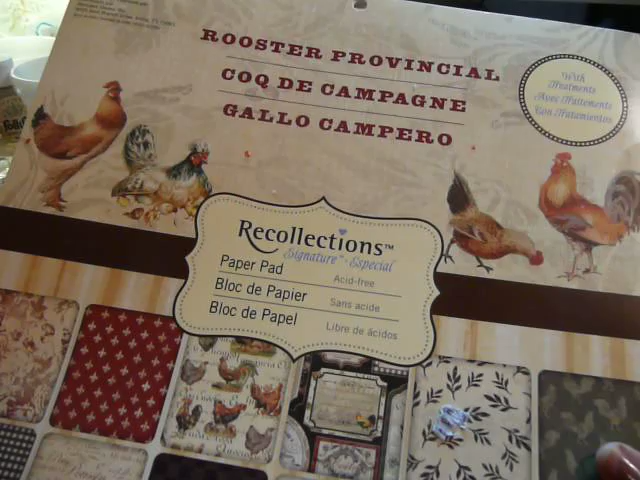 ROOSTER PROVINCIAL
COQ DE CAMPAGNE
GALLO CAMPERO
With
Treatments
Avec Traitements
Con Tratamientos
Recollections™
Signature™ Especial
Paper Pad
Acid-free
Bloc de Papier
Sans acide
Bloc de Papel
Libre de ácidos